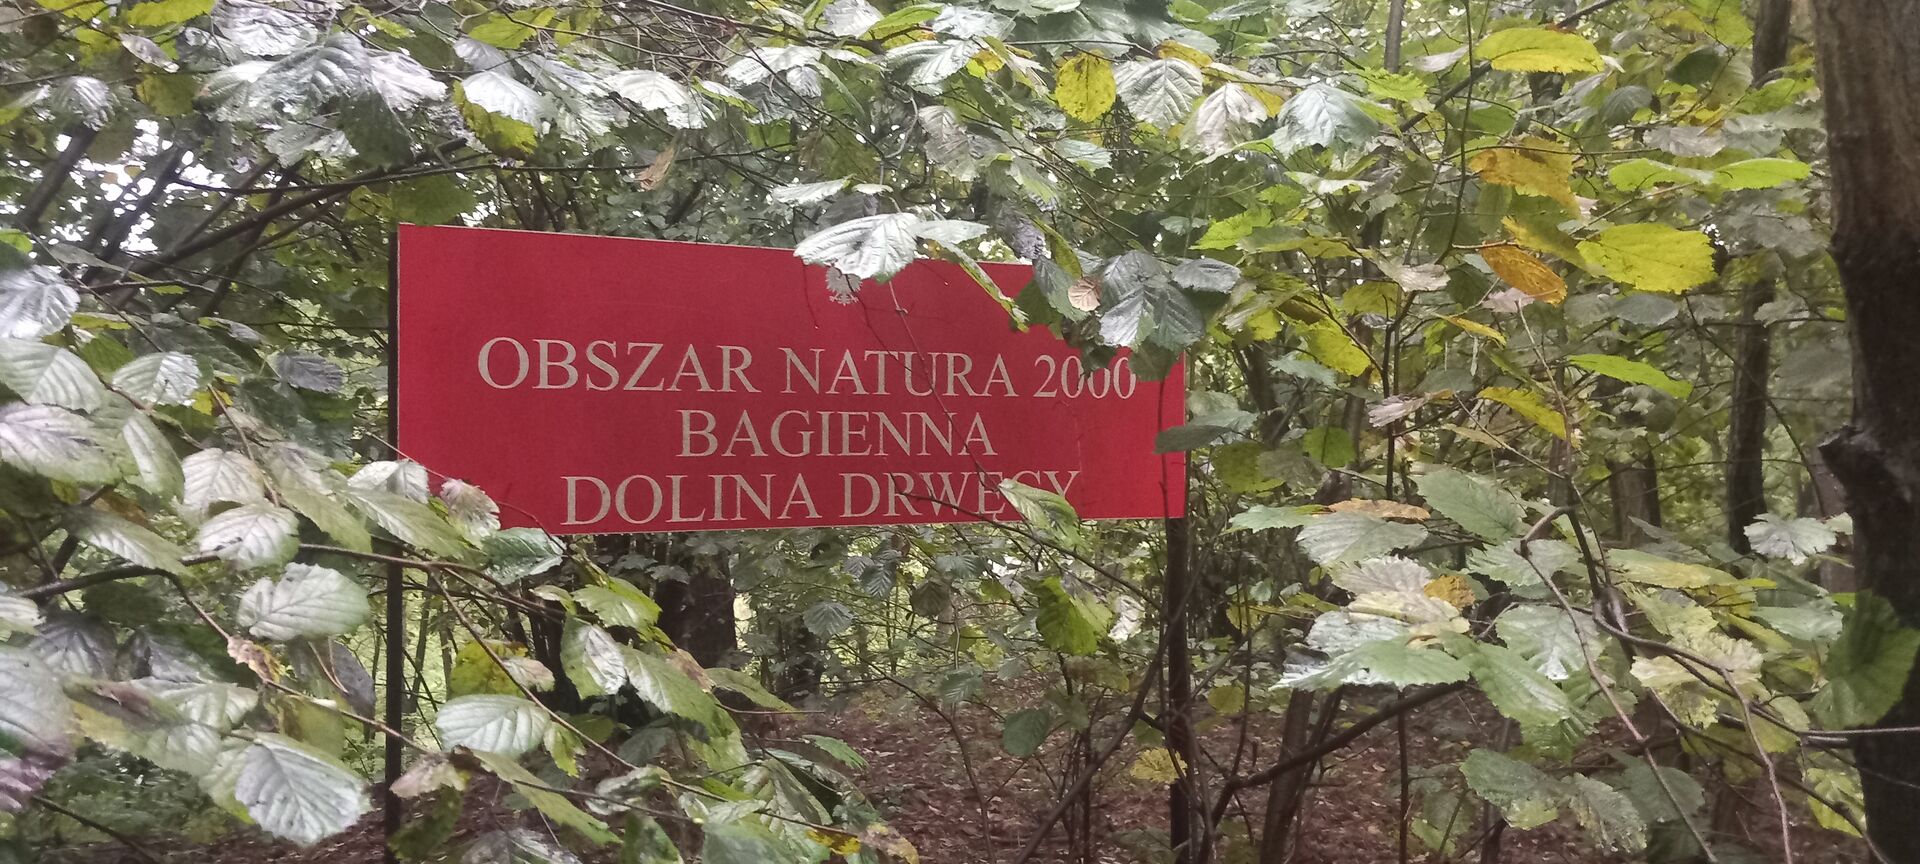 OBSZAR NATURA 2000
BAGIENNA
DOLINA DRWĘCY